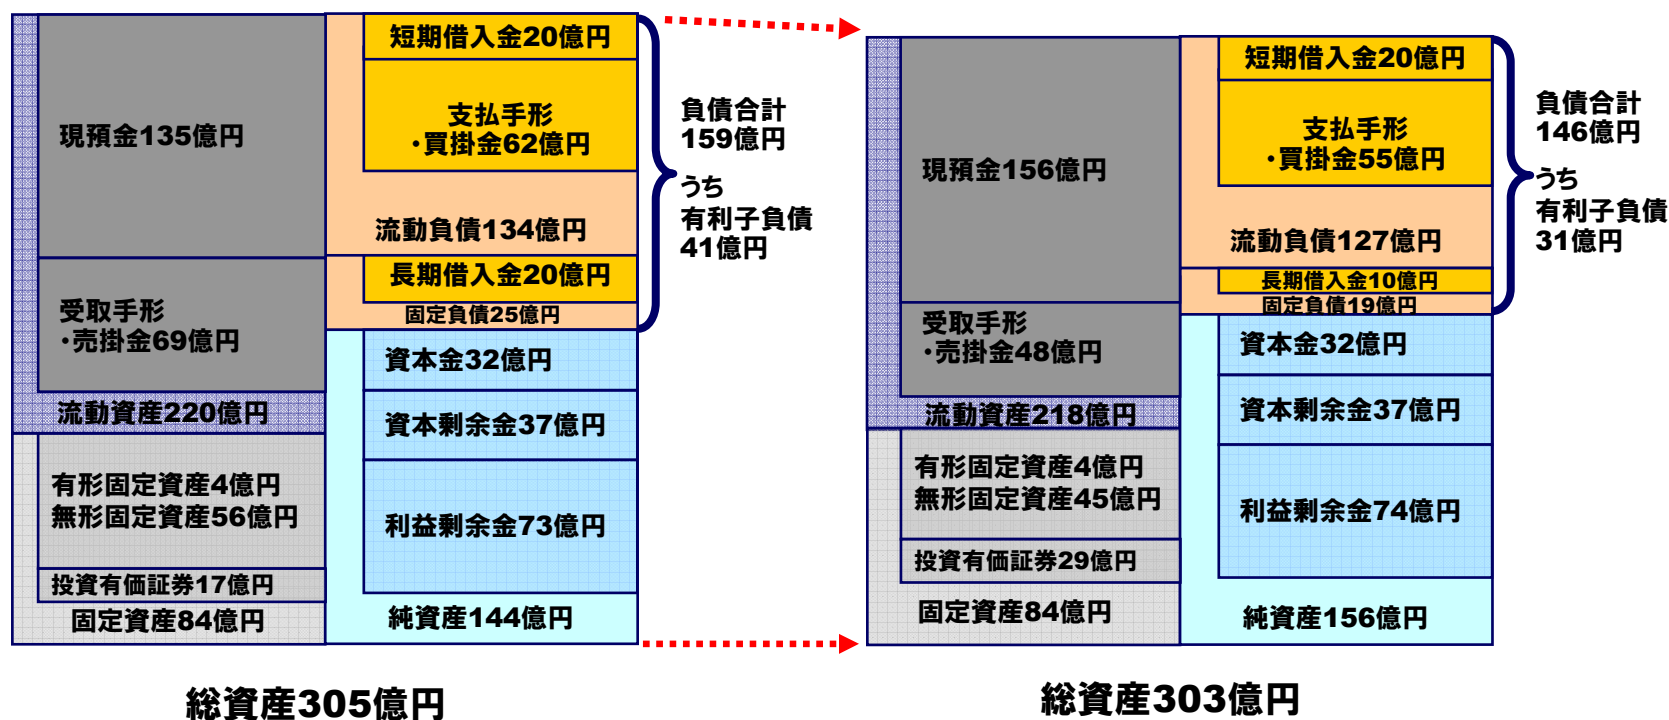 現預金135億円
受取手形
・売掛金69億円
流動資産220億円
有形固定資産4億円
無形固定資産56億円
投資有価証券17億円
固定資産84億円
短期借入金20億円
支払手形
・買掛金62億円
流動負債134億円
長期借入金20億円
固定負債25億円
資本金32億円
資本剰余金37億円
利益剰余金73億円
純資産144億円
負債合計
159億円
うち
有利子負債
41億円
総資産305億円
現預金156億円
受取手形
・売掛金48億円
流動資産218億円
有形固定資産4億円
無形固定資産45億円
投資有価証券29億円
固定資産84億円
短期借入金20億円
支払手形
・買掛金55億円
流動負債127億円
長期借入金10億円
固定負債19億円
資本金32億円
資本剰余金37億円
利益剰余金74億円
純資産156億円
負債合計
146億円
うち
有利子負債
31億円
総資産303億円